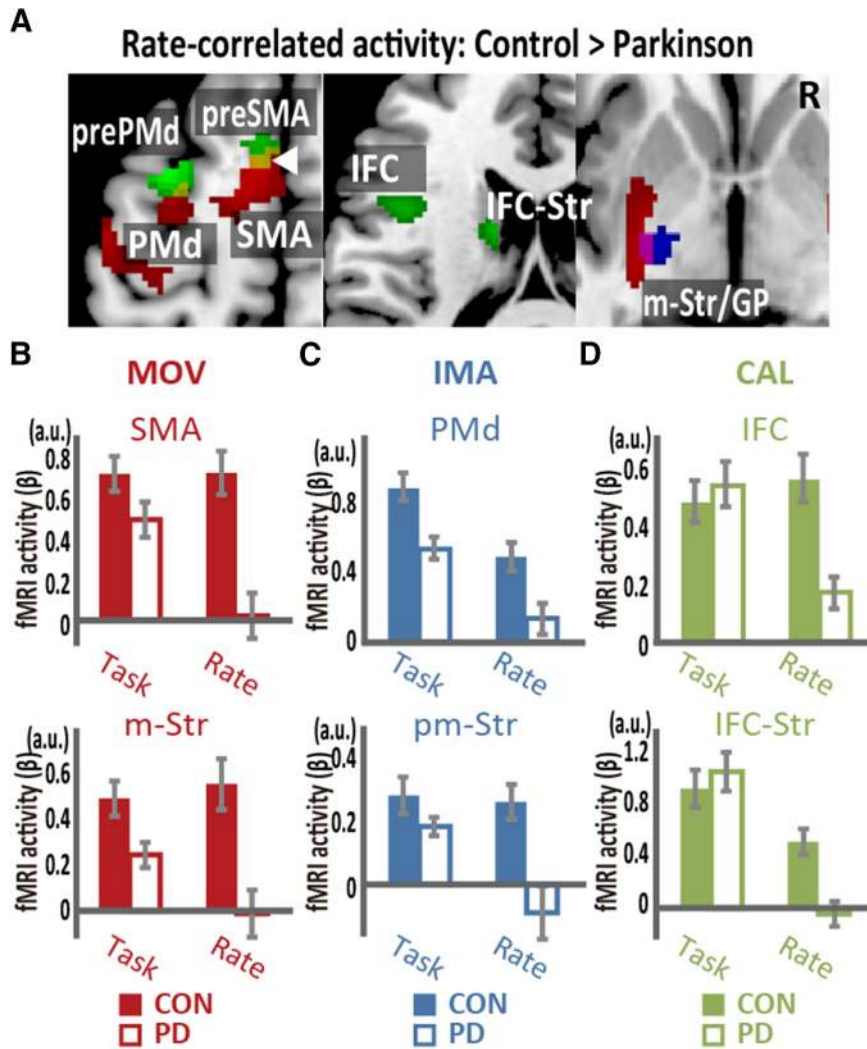 A
Rate-correlated activity: Control > Parkinson
prePMd preSMA R
IFC
IFC-Str
PMd SMA
m-Str/GP
B MOV C IMA D CAL
SMA PMd IFC
(a.u.) (a.u.) (a.u.)
fMRI activity (β) fMRI activity (β) fMRI activity (β)
0.8 0.8 0.6
0.6 0.4 0.4
0.4 0 0.2
0.2 0
0
Task Rate Task Rate Task Rate
m-Str pm-Str IFC-Str
(a.u.) (a.u.) (a.u.)
fMRI activity (β) fMRI activity (β) fMRI activity (β)
0.6 0.4 1.2
0.4 0.2 0.8
0.2 0 0.4
0 0
Task Rate Task Rate Task Rate
CON CON CON
PD PD PD